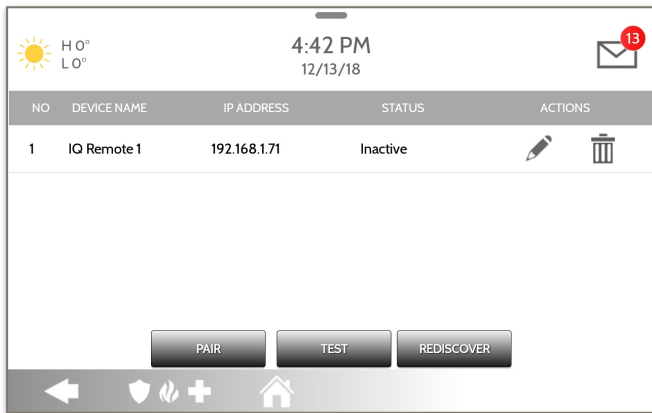 H 0°
L 0°
4:42 PM
12/13/18
13
NO DEVICE NAME IP ADDRESS STATUS ACTIONS
1 IQ Remote 1 192.168.1.71 Inactive
PAIR TEST REDISCOVER